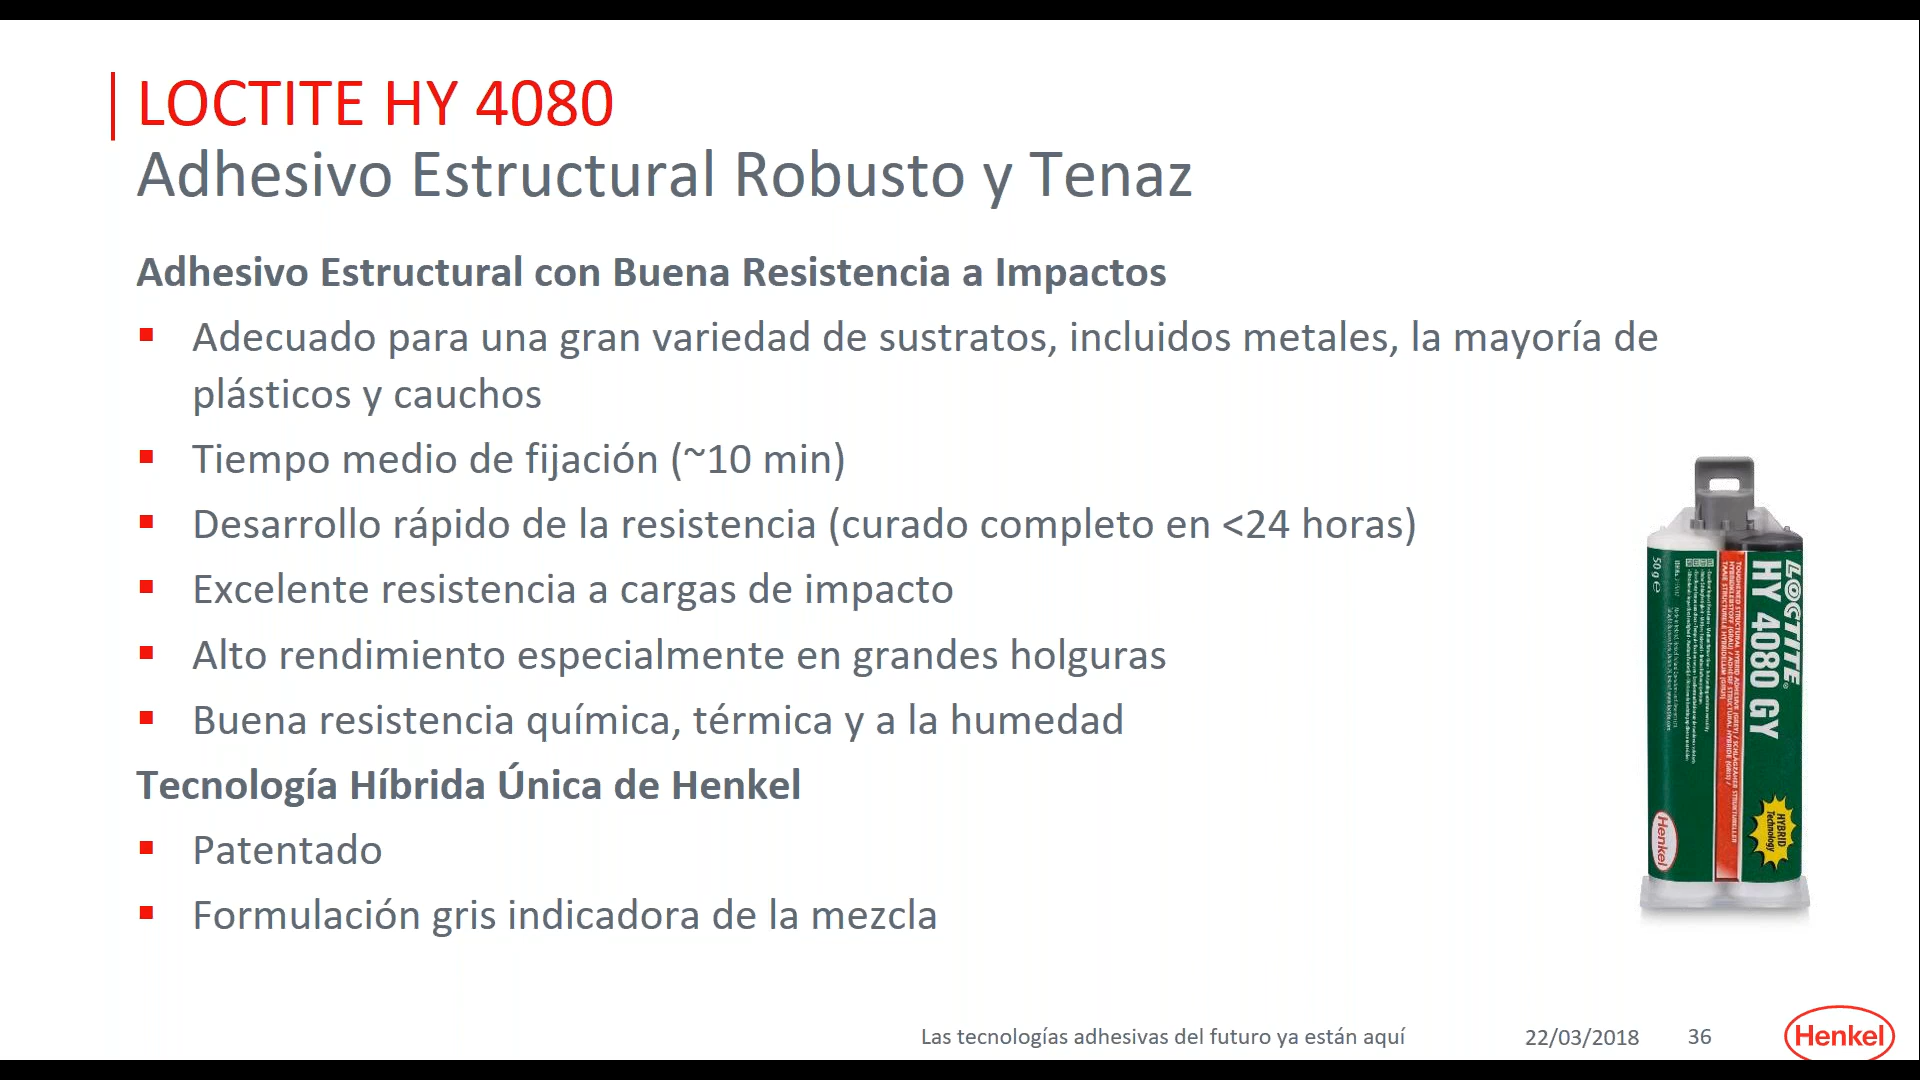 LOCTITE HY 4080
Adhesivo Estructural Robusto y Tenaz
Adhesivo Estructural con Buena Resistencia a Impactos
Adecuado para una gran variedad de sustratos, incluidos metales, la mayoría de
plásticos y cauchos
Tiempo medio de fijación (~10 min)
Desarrollo rápido de la resistencia (curado completo en <24 horas)
Excelente resistencia a cargas de impacto
Alto rendimiento especialmente en grandes holguras
Buena resistencia química, térmica y a la humedad
Tecnología Híbrida Única de Henkel
Patentado
Formulación gris indicadora de la mezcla
LOCTITE
HY 4080 GY
50 g e
HYBRID
Technology
Henkel
Las tecnologías adhesivas del futuro ya están aquí
22/03/2018
36
Henkel